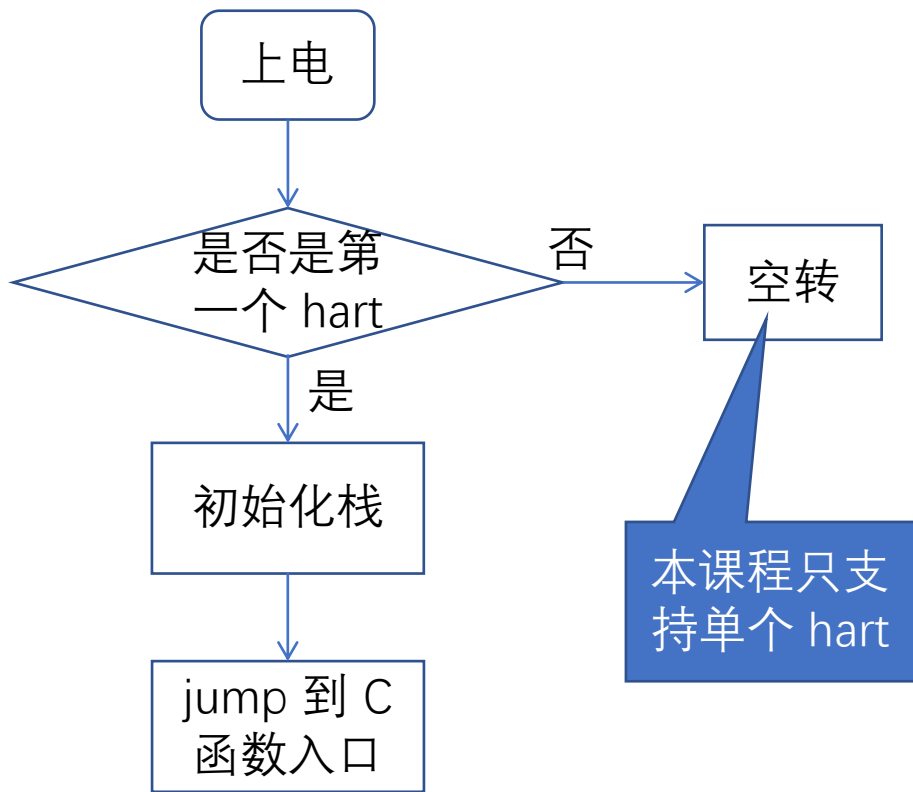 上电
是否是第
一个 hart
否
空转
是
初始化栈
本课程只支
持单个 hart
jump 到 C
函数入口